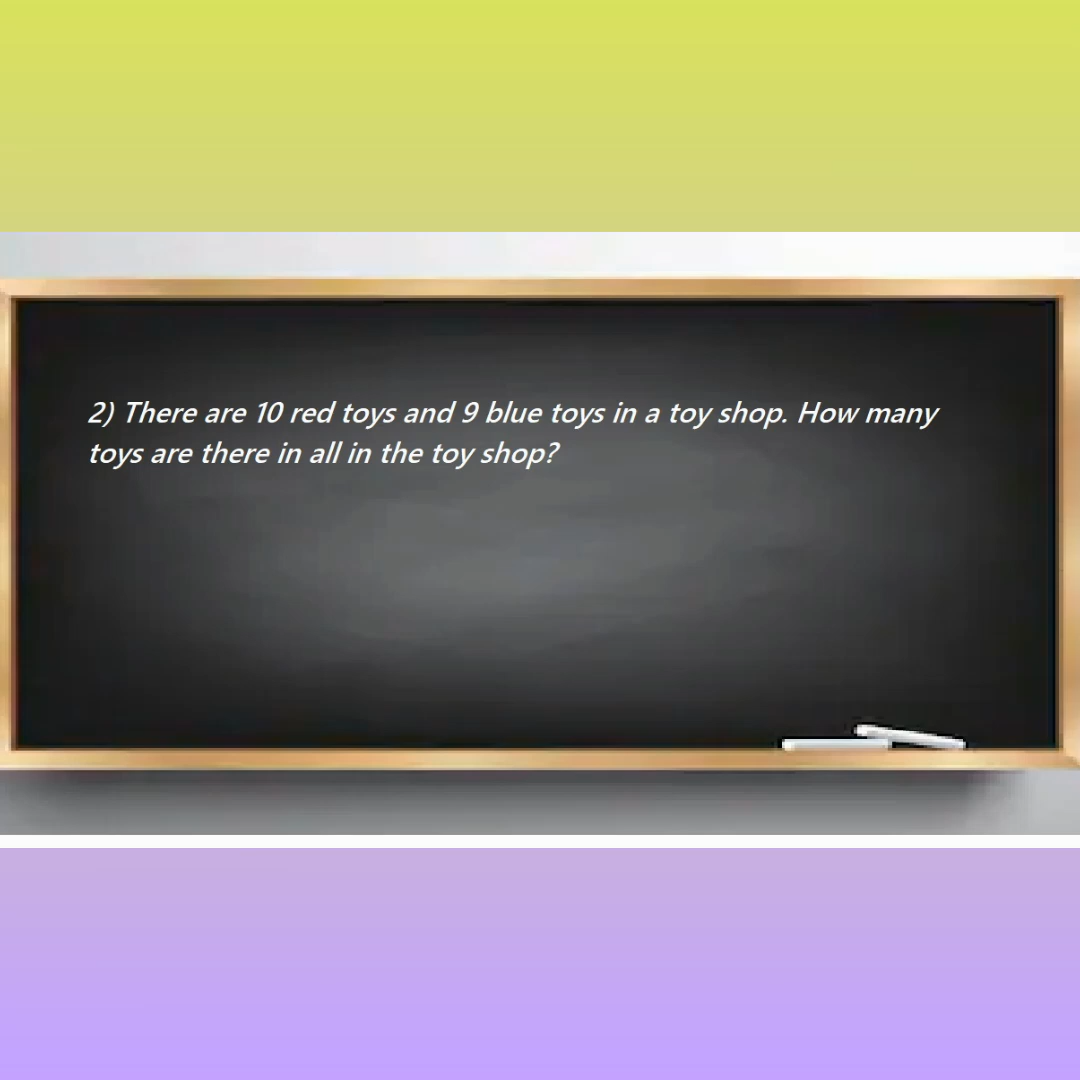 2) There are 10 red toys and 9 blue toys in a toy shop. How many
toys are there in all in the toy shop?